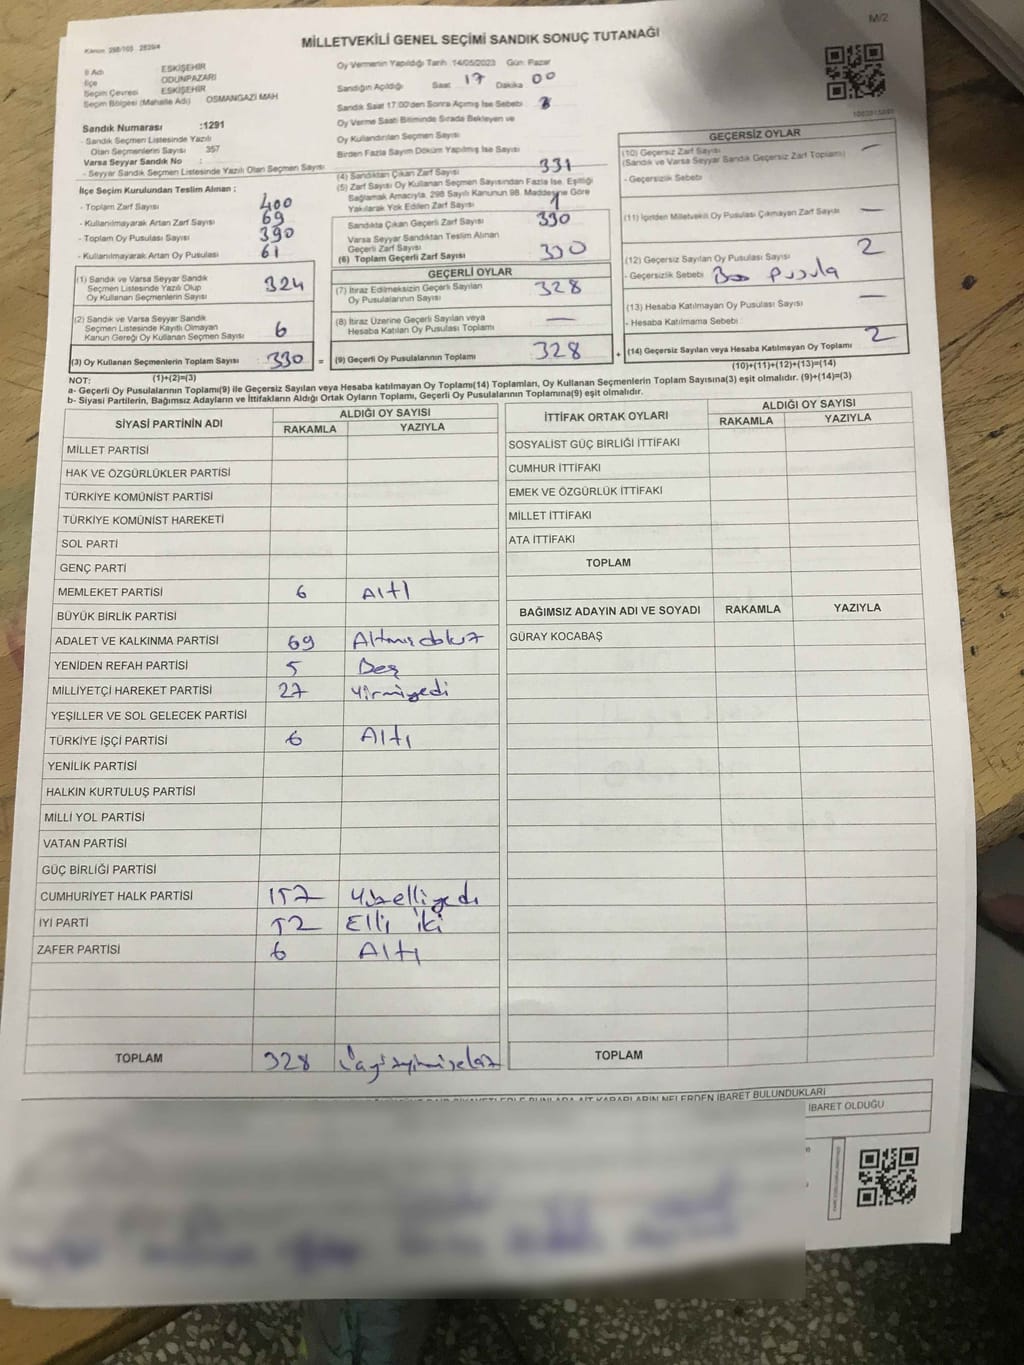 M/2
Kanun: 298/105 2820/4
MİLLETVEKİLİ GENEL SEÇİMİ SANDIK SONUÇ TUTANAĞI
İl Adı : ESKİŞEHİR
İlçe : ODUNPAZARI
Seçim Çevresi : ESKİŞEHİR
Seçim Bölgesi (Mahalle Adı) : OSMANGAZİ MAH
Sandık Numarası :1291
- Sandık Seçmen Listesinde Yazılı
Olan Seçmenlerin Sayısı : 357
Varsa Seyyar Sandık No :
- Seyyar Sandık Seçmen Listesinde Yazılı Olan Seçmen Sayısı
Oy Vermenin Yapıldığı Tarih :14/05/2023 Gün: Pazar
Sandığın Açıldığı Saat 17 Dakika 00
Sandık Saat 17:00'den Sonra Açılmış İse Sebebi
Oy Verme Saati Bitiminde Sırada Bekleyen ve
Oy Kullandırılan Seçmen Sayısı
Birden Fazla Sayım Döküm Yapılmış İse Sayısı
İlçe Seçim Kurulundan Teslim Alınan ;
- Toplam Zarf Sayısı : 400
- Kullanılmayarak Artan Zarf Sayısı : 69
- Toplam Oy Pusulası Sayısı : 390
- Kullanılmayarak Artan Oy Pusulası : 61
(1) Sandık ve Varsa Seyyar Sandık
Seçmen Listesinde Yazılı Olup
Oy Kullanan Seçmenlerin Sayısı : 324
(2) Sandık ve Varsa Seyyar Sandık
Seçmen Listesinde Kayıtlı Olmayan
Kanun Gereği Oy Kullanan Seçmen Sayısı : 6
(3) Oy Kullanan Seçmenlerin Toplam Sayısı : 330 =
(1)+(2)=(3)
(4) Sandıktan Çıkan Zarf Sayısı 331
(5) Zarf Sayısı Oy Kullanan Seçmen Sayısından Fazla İse, Eşitliği
Sağlamak Amacıyla, 298 Sayılı Kanunun 98. Maddesine Göre
Yakılarak Yok Edilen Zarf Sayısı 1
Sandıkta Çıkan Geçerli Zarf Sayısı 330
Varsa Seyyar Sandıktan Teslim Alınan
Geçerli Zarf Sayısı
(6) Toplam Geçerli Zarf Sayısı 330
GEÇERLİ OYLAR
(7) İtiraz Edilmeksizin Geçerli Sayılan
Oy Pusulalarının Sayısı : 328
(8) İtiraz Üzerine Geçerli Sayılan veya
Hesaba Katılan Oy Pusulası Toplamı : —
(9) Geçerli Oy Pusulalarının Toplamı : 328 +
GEÇERSİZ OYLAR
(10) Geçersiz Zarf Sayısı —
(Sandık ve Varsa Seyyar Sandık Geçersiz Zarf Toplamı)
- Geçersizlik Sebebi :
(11) İçinden Milletvekili Oy Pusulası Çıkmayan Zarf Sayısı —
(12) Geçersiz Sayılan Oy Pusulası Sayısı 2
- Geçersizlik Sebebi : Boş Pusula
(13) Hesaba Katılmayan Oy Pusulası Sayısı —
- Hesaba Katılmama Sebebi :
(14) Geçersiz Sayılan veya Hesaba Katılmayan Oy Toplamı : 2
(10)+(11)+(12)+(13)=(14)
NOT:
a- Geçerli Oy Pusulalarının Toplamı(9) ile Geçersiz Sayılan veya Hesaba katılmayan Oy Toplamı(14) Toplamları, Oy Kullanan Seçmenlerin Toplam Sayısına(3) eşit olmalıdır. (9)+(14)=(3)
b- Siyasi Partilerin, Bağımsız Adayların ve İttifakların Aldığı Ortak Oyların Toplamı, Geçerli Oy Pusulalarının Toplamına(9) eşit olmalıdır.
SİYASİ PARTİNİN ADI ALDIĞI OY SAYISI
RAKAMLA YAZIYLA
MİLLET PARTİSİ
HAK VE ÖZGÜRLÜKLER PARTİSİ
TÜRKİYE KOMÜNİST PARTİSİ
TÜRKİYE KOMÜNİST HAREKETİ
SOL PARTİ
GENÇ PARTİ
MEMLEKET PARTİSİ 6 Altı
BÜYÜK BİRLİK PARTİSİ
ADALET VE KALKINMA PARTİSİ 69 Altmışdokuz
YENİDEN REFAH PARTİSİ 5 Beş
MİLLİYETÇİ HAREKET PARTİSİ 27 Yirmiyedi
YEŞİLLER VE SOL GELECEK PARTİSİ
TÜRKİYE İŞÇİ PARTİSİ 6 Altı
YENİLİK PARTİSİ
HALKIN KURTULUŞ PARTİSİ
MİLLİ YOL PARTİSİ
VATAN PARTİSİ
GÜÇ BİRLİĞİ PARTİSİ
CUMHURİYET HALK PARTİSİ 157 Yüzelliyedi
İYİ PARTİ 52 Elli iki
ZAFER PARTİSİ 6 Altı
TOPLAM 328
İTTİFAK ORTAK OYLARI ALDIĞI OY SAYISI
RAKAMLA YAZIYLA
SOSYALİST GÜÇ BİRLİĞİ İTTİFAKI
CUMHUR İTTİFAKI
EMEK VE ÖZGÜRLÜK İTTİFAKI
MİLLET İTTİFAKI
ATA İTTİFAKI
TOPLAM
BAĞIMSIZ ADAYIN ADI VE SOYADI RAKAMLA YAZIYLA
GÜRAY KOCABAŞ
TOPLAM
KARARLARIN NELERDEN İBARET BULUNDUKLARI
İBARET OLDUĞU